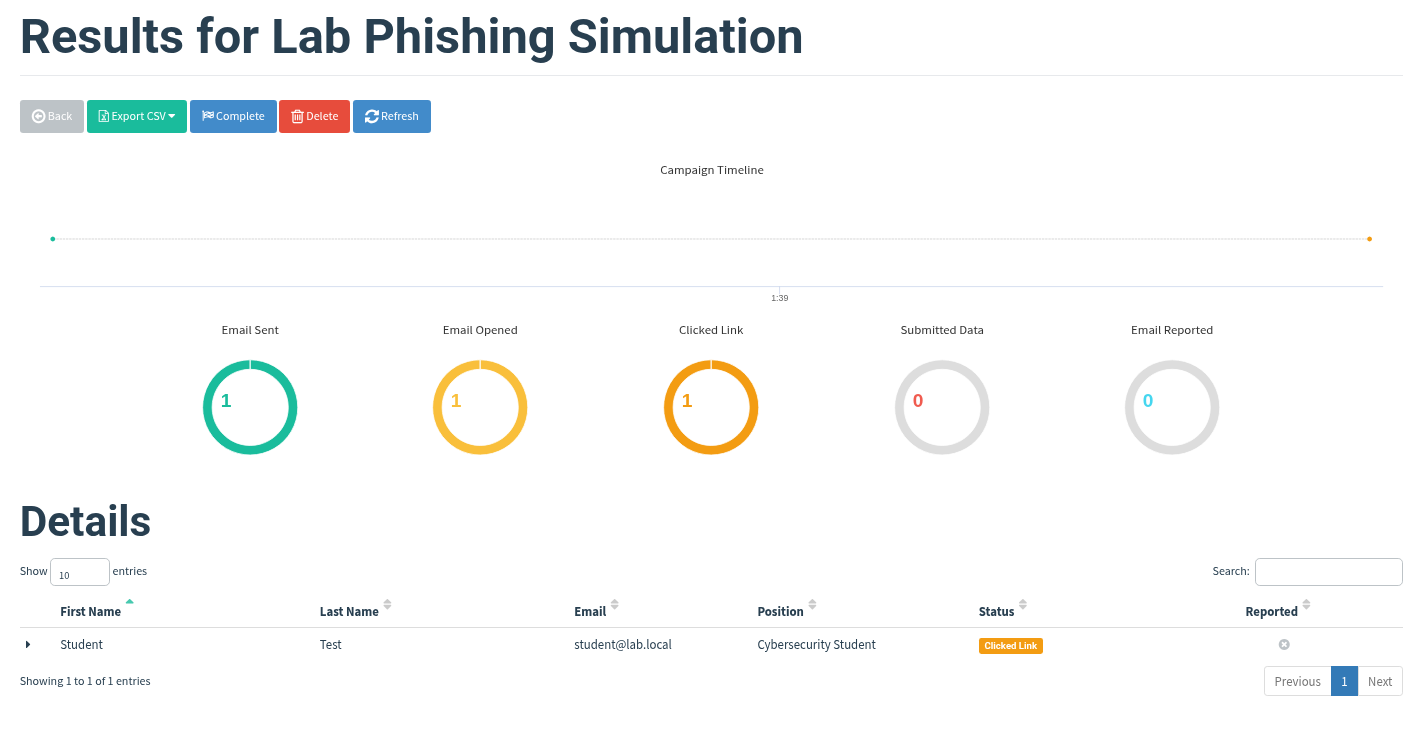 Results for Lab Phishing Simulation
Back Export CSV Complete Delete Refresh
Campaign Timeline
1:39
Email Sent Email Opened Clicked Link Submitted Data Email Reported
1 1 1 0 0
Details
Show 10 entries Search:
First Name Last Name Email Position Status Reported
Student Test student@lab.local Cybersecurity Student Clicked Link
Showing 1 to 1 of 1 entries Previous 1 Next